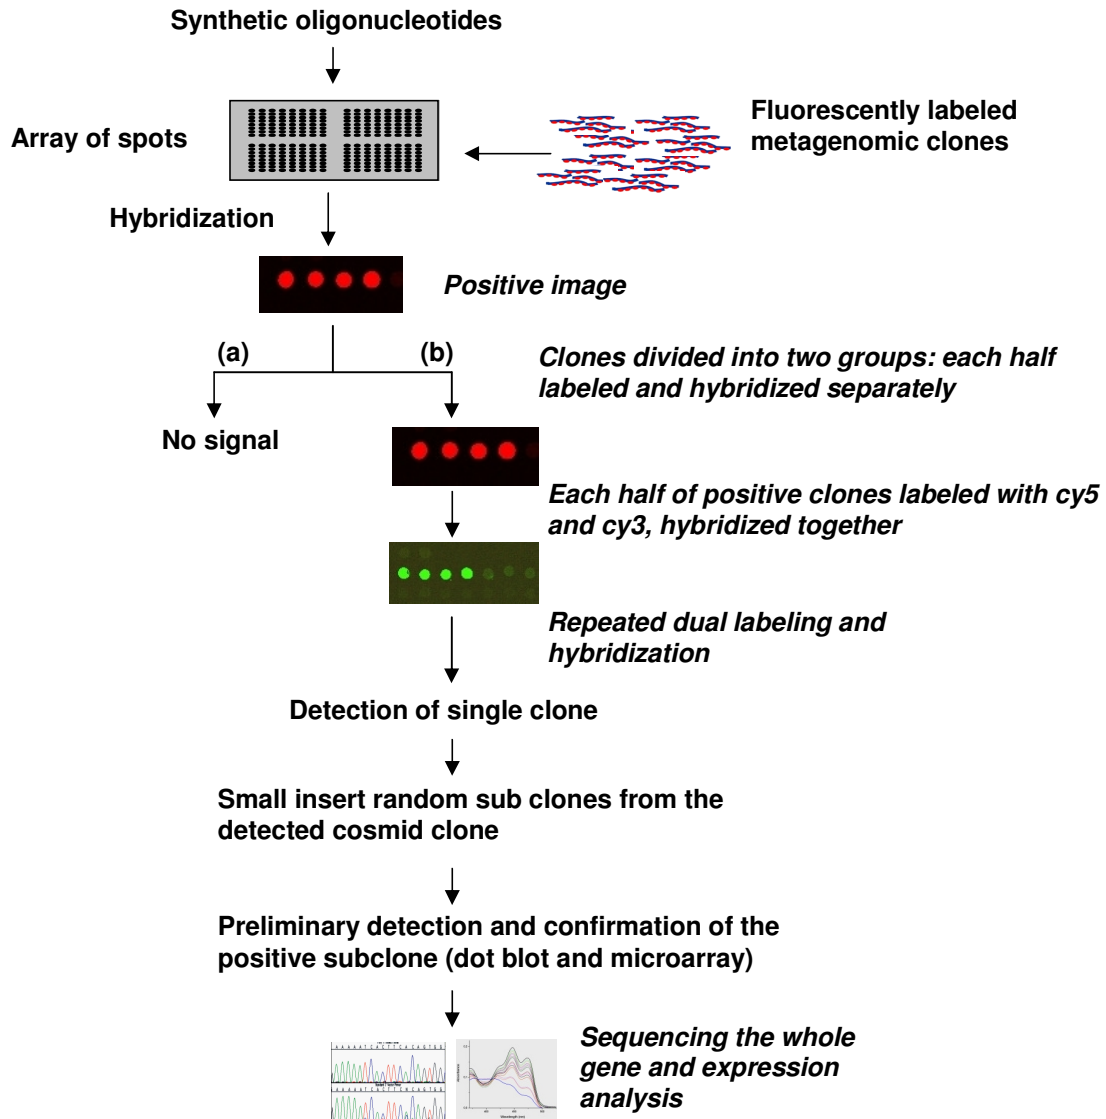 Synthetic oligonucleotides
Array of spots
Fluorescently labeled
metagenomic clones
Hybridization
Positive image
(a)
(b)
Clones divided into two groups: each half
labeled and hybridized separately
No signal
Each half of positive clones labeled with cy5
and cy3, hybridized together
Repeated dual labeling and
hybridization
Detection of single clone
Small insert random sub clones from the
detected cosmid clone
Preliminary detection and confirmation of the
positive subclone (dot blot and microarray)
Sequencing the whole
gene and expression
analysis